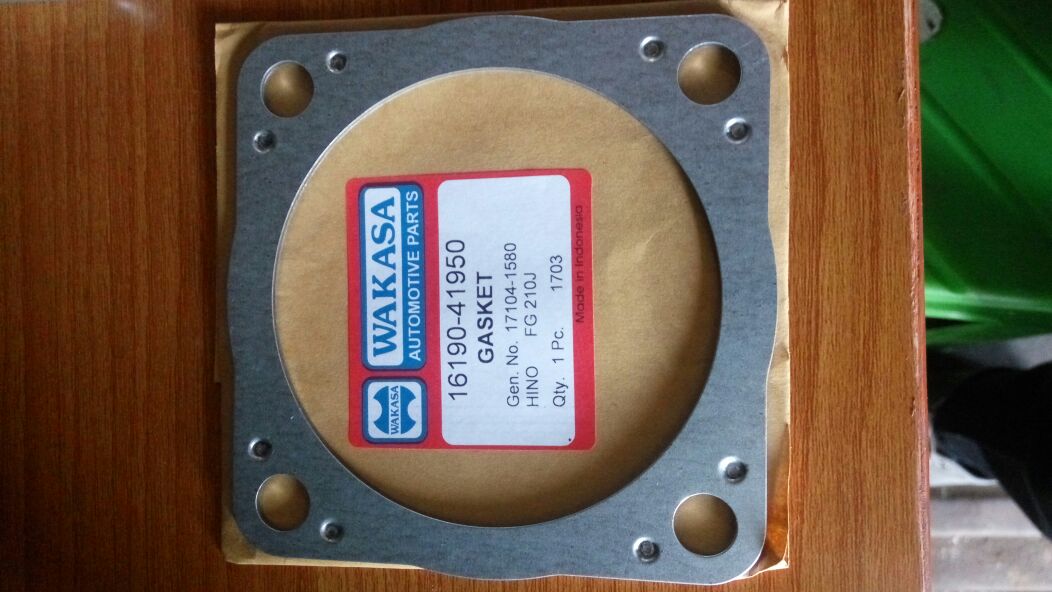 WAKASA
WAKASA
AUTOMOTIVE PARTS
16190-41950
GASKET
Gen. No. 17104-1580
HINO FG 210J
Qty. 1 Pc. 1703
Made in Indonesia